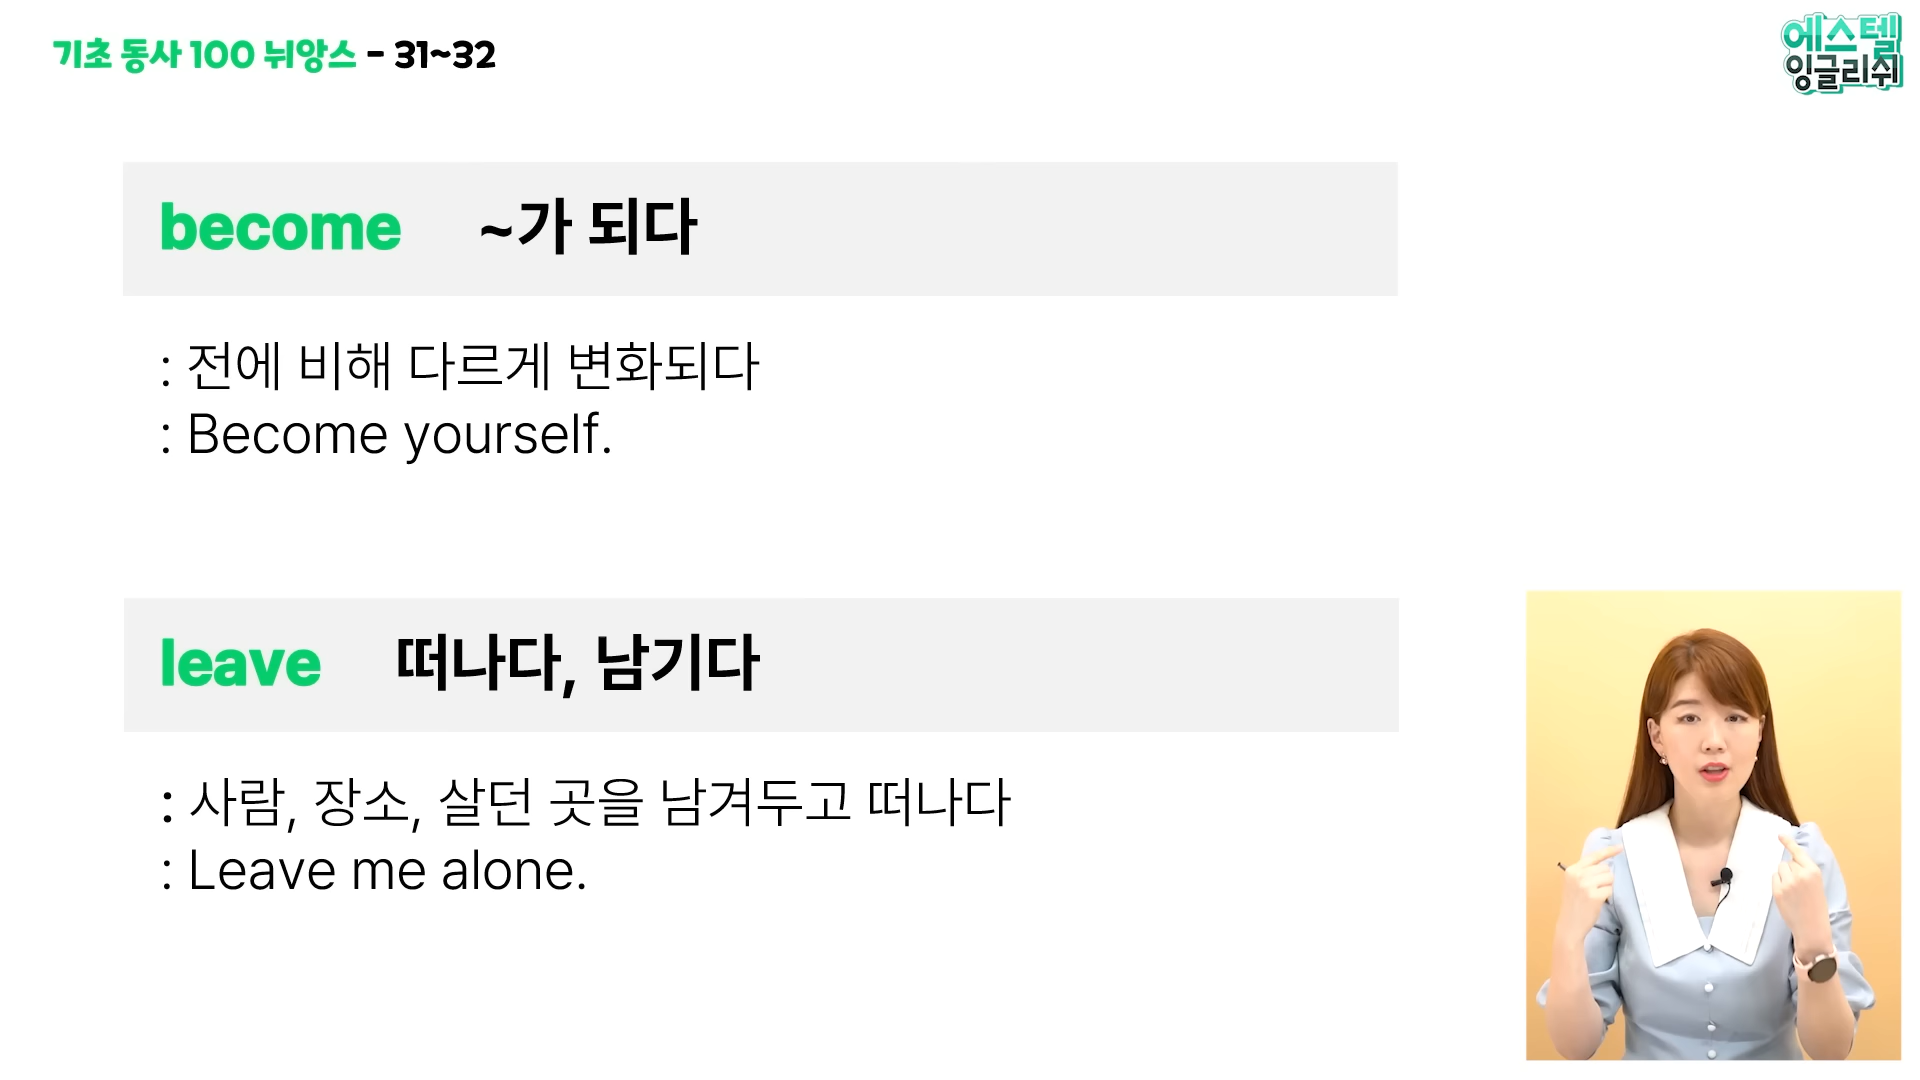 기초 동사 100 뉘앙스 - 31~32
에스텔
잉글리쉬
become ~가 되다
: 전에 비해 다르게 변화되다
: Become yourself.
leave 떠나다, 남기다
: 사람, 장소, 살던 곳을 남겨두고 떠나다
: Leave me alone.